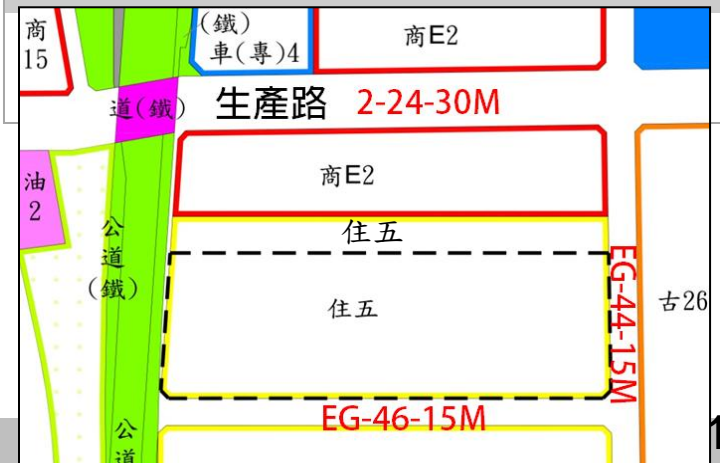 商
15
(鐵)
車(專)4
商E2
道(鐵)
生產路 2-24-30M
商E2
油
2
公
道
(鐵)
住五
住五
EG-44-15M
古26
EG-46-15M
公
道
1